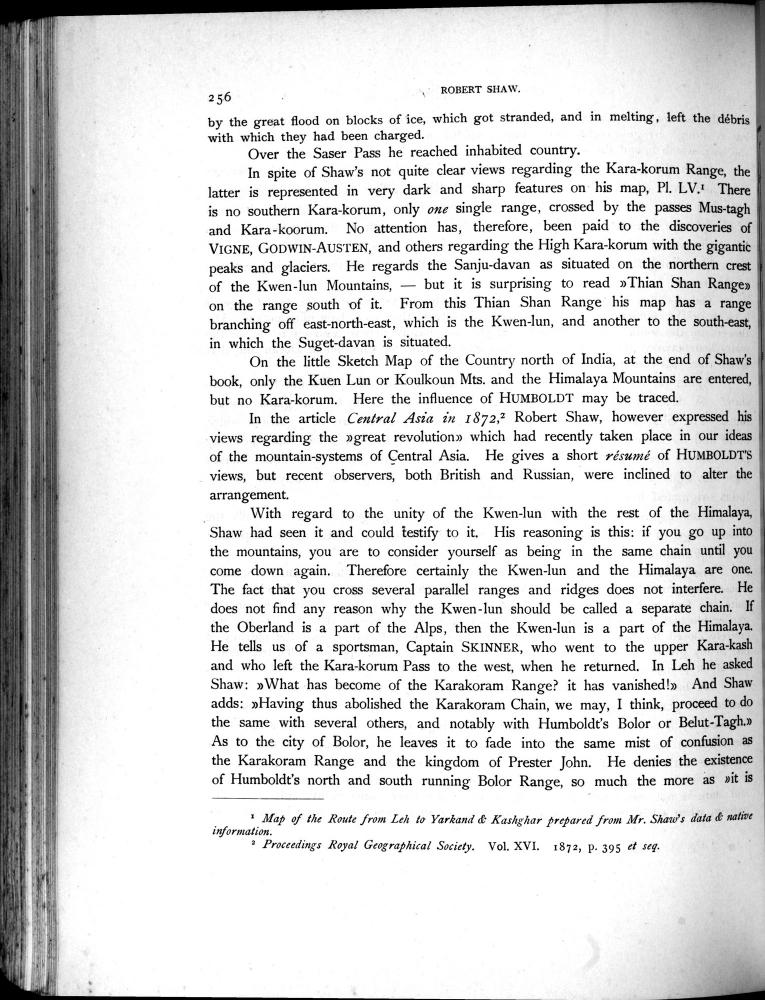 256
ROBERT SHAW.
by the great flood on blocks of ice, which got stranded, and in melting, left the débris
with which they had been charged.
Over the Saser Pass he reached inhabited country.
In spite of Shaw's not quite clear views regarding the Kara-korum Range, the
latter is represented in very dark and sharp features on his map, Pl. LV.¹ There
is no southern Kara-korum, only one single range, crossed by the passes Mus-tagh
and Kara-koorum. No attention has, therefore, been paid to the discoveries of
VIGNE, GODWIN-AUSTEN, and others regarding the High Kara-korum with the gigantic
peaks and glaciers. He regards the Sanju-davan as situated on the northern crest
of the Kwen-lun Mountains, — but it is surprising to read »Thian Shan Range»
on the range south of it. From this Thian Shan Range his map has a range
branching off east-north-east, which is the Kwen-lun, and another to the south-east,
in which the Suget-davan is situated.
On the little Sketch Map of the Country north of India, at the end of Shaw's
book, only the Kuen Lun or Koulkoun Mts. and the Himalaya Mountains are entered,
but no Kara-korum. Here the influence of HUMBOLDT may be traced.
In the article Central Asia in 1872,² Robert Shaw, however expressed his
views regarding the »great revolution» which had recently taken place in our ideas
of the mountain-systems of Central Asia. He gives a short résumé of HUMBOLDT'S
views, but recent observers, both British and Russian, were inclined to alter the
arrangement.
With regard to the unity of the Kwen-lun with the rest of the Himalaya,
Shaw had seen it and could testify to it. His reasoning is this: if you go up into
the mountains, you are to consider yourself as being in the same chain until you
come down again. Therefore certainly the Kwen-lun and the Himalaya are one.
The fact that you cross several parallel ranges and ridges does not interfere. He
does not find any reason why the Kwen-lun should be called a separate chain. If
the Oberland is a part of the Alps, then the Kwen-lun is a part of the Himalaya.
He tells us of a sportsman, Captain SKINNER, who went to the upper Kara-kash
and who left the Kara-korum Pass to the west, when he returned. In Leh he asked
Shaw: »What has become of the Karakoram Range? it has vanished!» And Shaw
adds: »Having thus abolished the Karakoram Chain, we may, I think, proceed to do
the same with several others, and notably with Humboldt's Bolor or Belut-Tagh.»
As to the city of Bolor, he leaves it to fade into the same mist of confusion as
the Karakoram Range and the kingdom of Prester John. He denies the existence
of Humboldt's north and south running Bolor Range, so much the more as »it is
¹ Map of the Route from Leh to Yarkand & Kashghar prepared from Mr. Shaw's data & native
information.
² Proceedings Royal Geographical Society. Vol. XVI. 1872, p. 395 et seq.